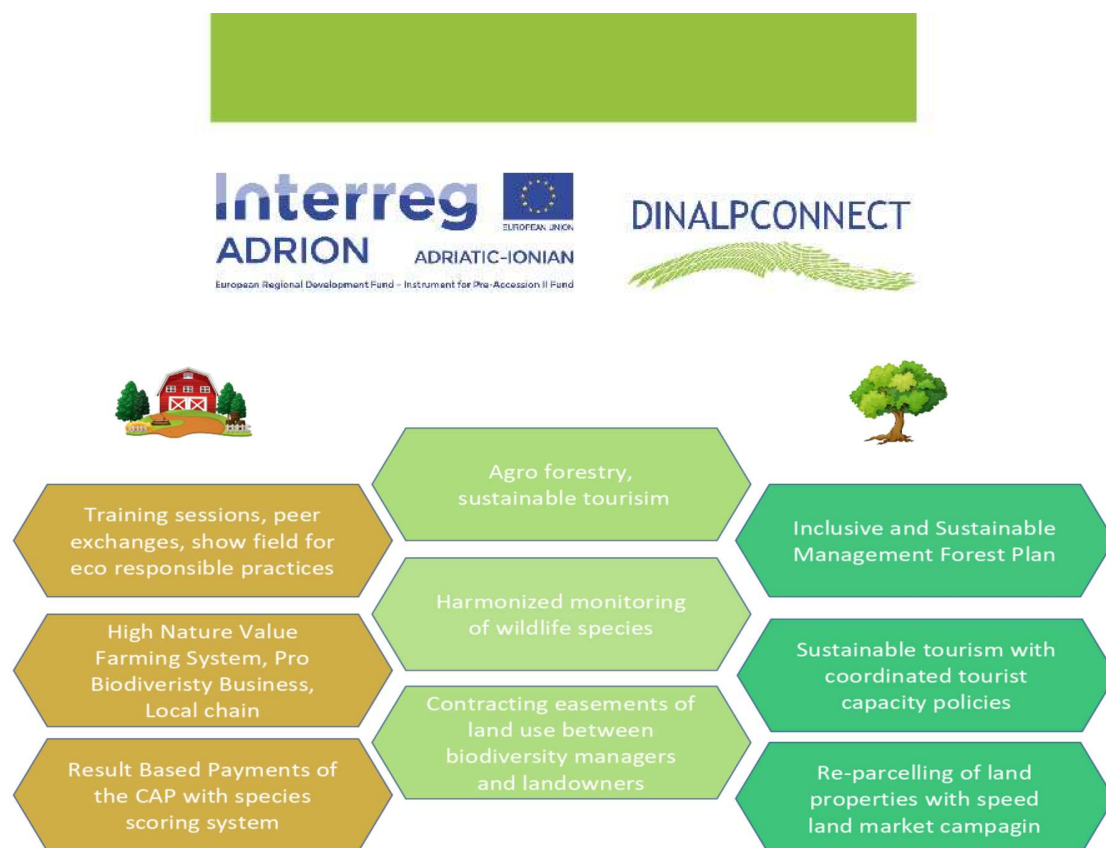 Interreg
EUROPEAN UNION
ADRION ADRIATIC-IONIAN
European Regional Development Fund – Instrument for Pre-Accession II Fund
DINALPCONNECT
Training sessions, peer
exchanges, show field for
eco responsible practices
High Nature Value
Farming System, Pro
Biodiveristy Business,
Local chain
Result Based Payments of
the CAP with species
scoring system
Agro forestry,
sustainable tourisim
Harmonized monitoring
of wildlife species
Contracting easements of
land use between
biodiversity managers
and landowners
Inclusive and Sustainable
Management Forest Plan
Sustainable tourism with
coordinated tourist
capacity policies
Re-parcelling of land
properties with speed
land market campagin